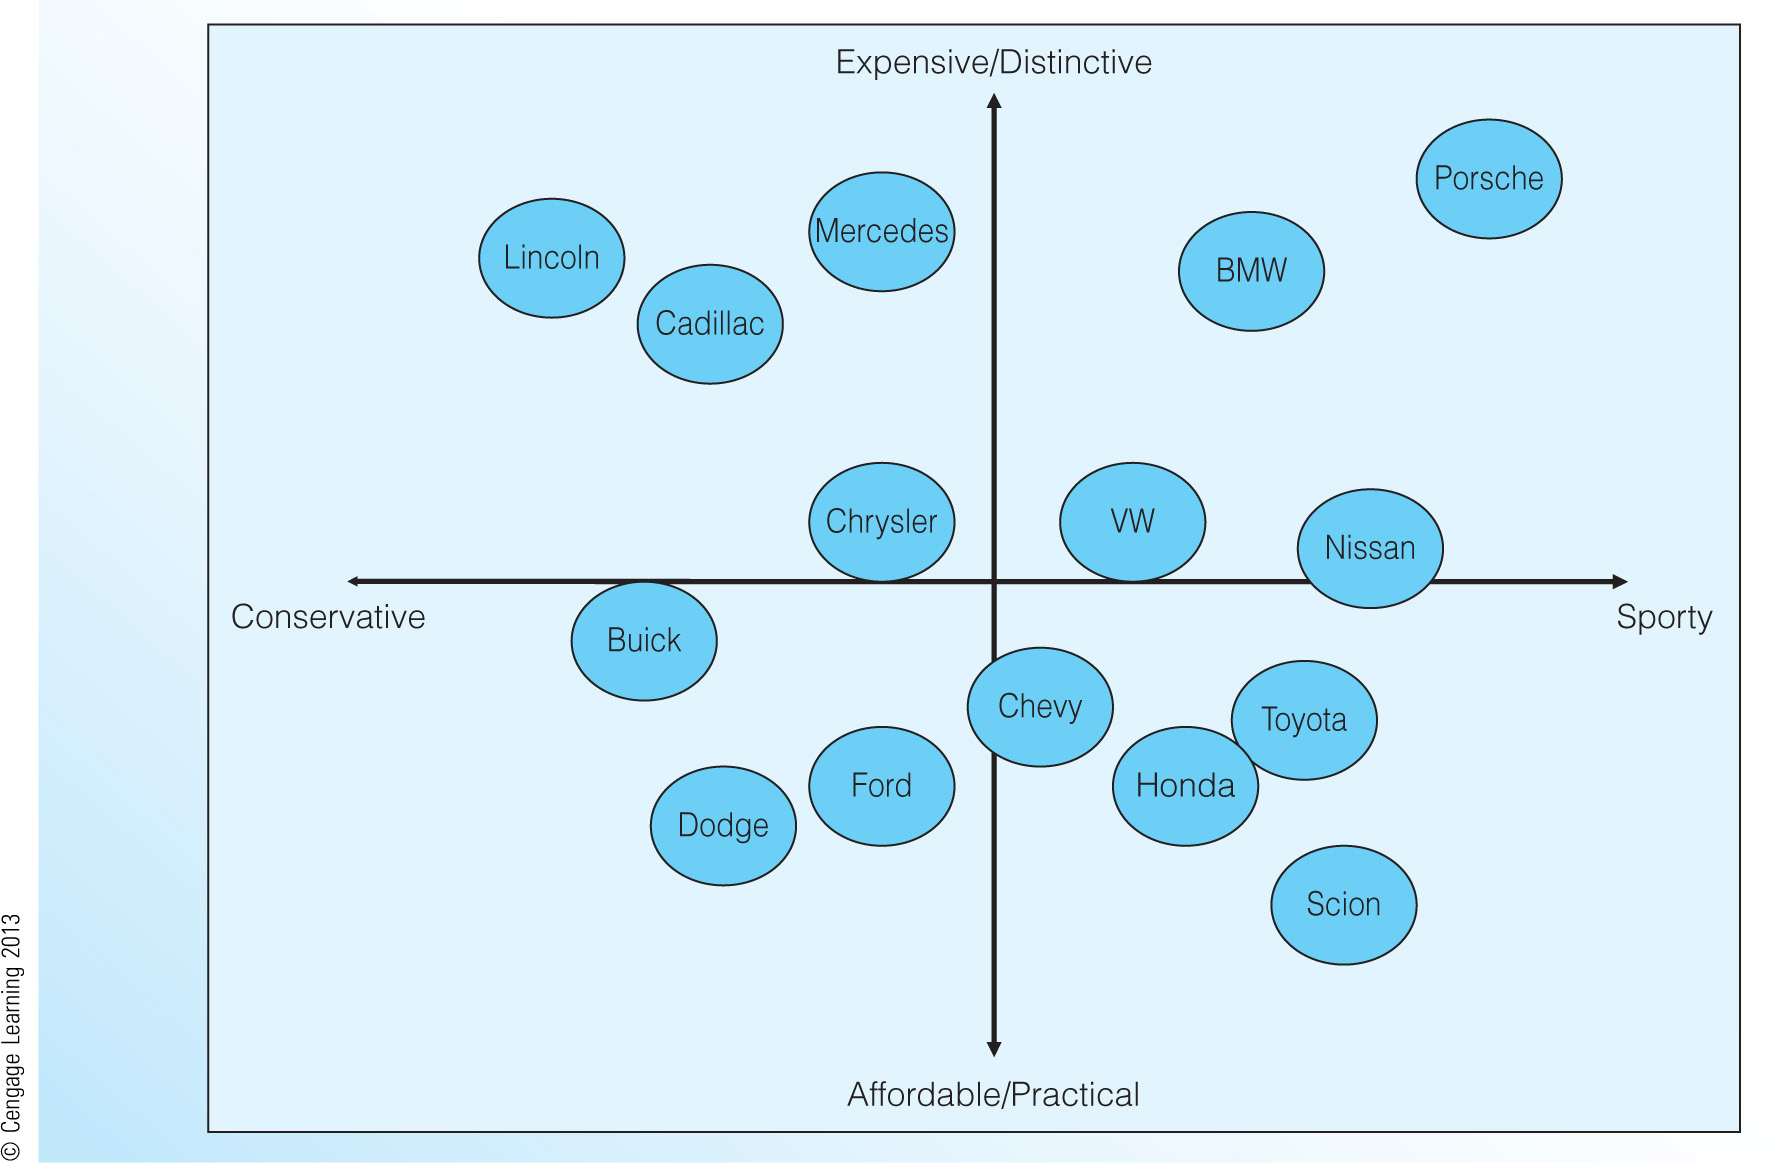 Expensive/Distinctive
Porsche
Mercedes
Lincoln
BMW
Cadillac
Chrysler
VW
Nissan
Conservative
Sporty
Buick
Chevy
Toyota
Ford
Honda
Dodge
Scion
Affordable/Practical
© Cengage Learning 2013